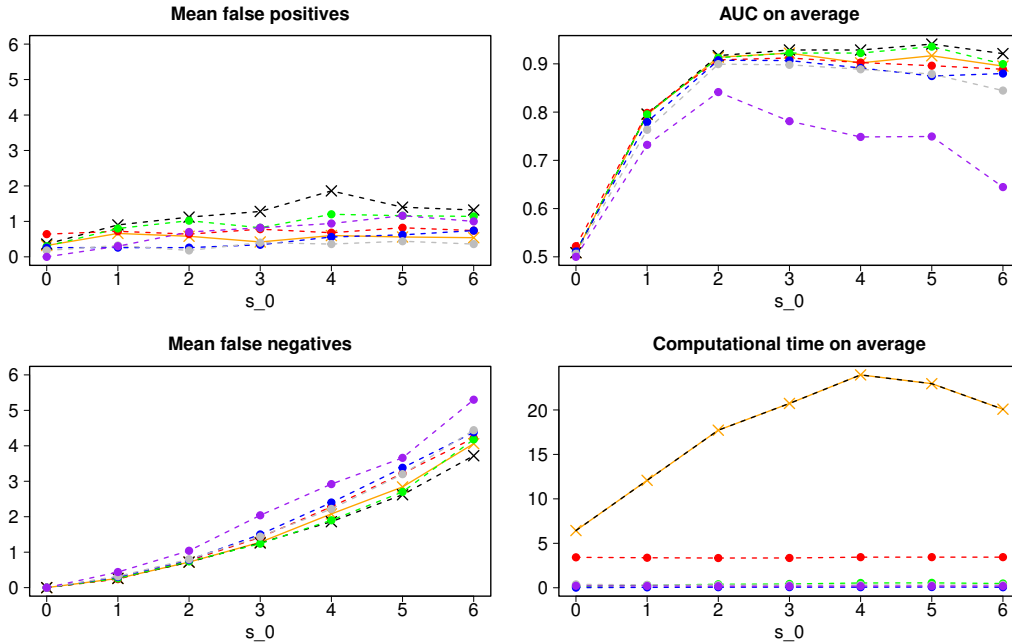 Mean false positives
6
5
4
3
2
1
0
0 1 2 3 4 5 6
s_0
AUC on average
0.9
0.8
0.7
0.6
0.5
0 1 2 3 4 5 6
s_0
Mean false negatives
6
5
4
3
2
1
0
0 1 2 3 4 5 6
s_0
Computational time on average
20
15
10
5
0
0 1 2 3 4 5 6
s_0